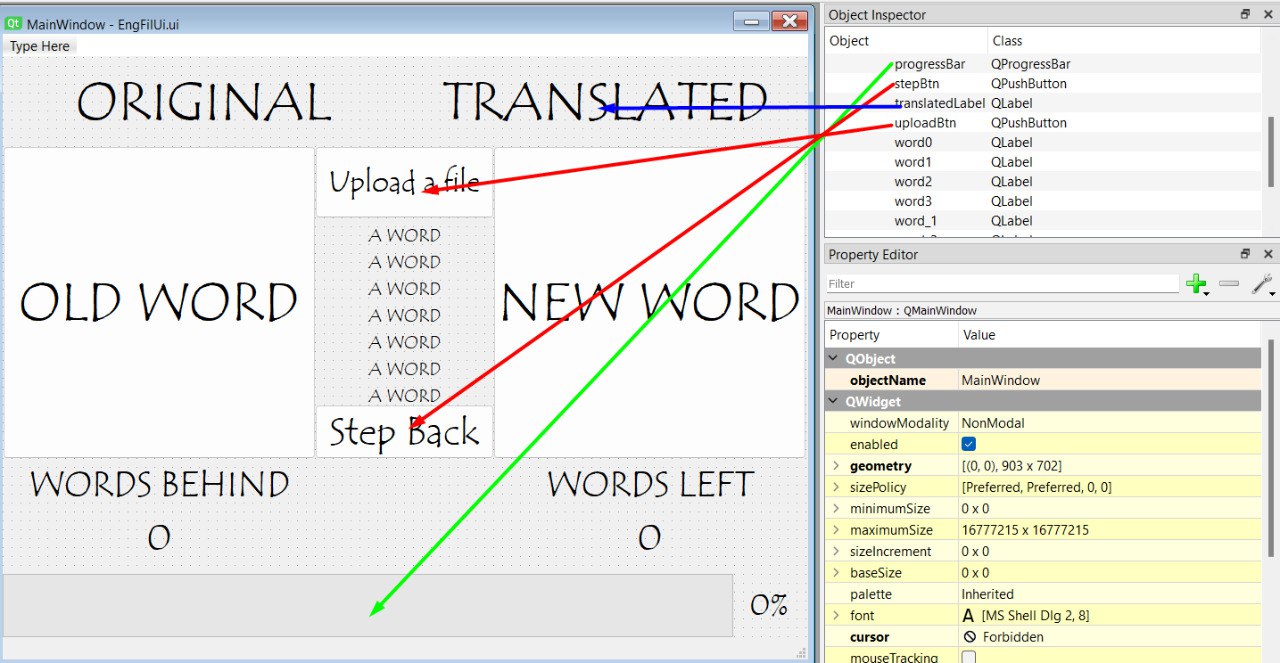 Qt MainWindow - EngFilUi.ui
Type Here
ORIGINAL
TRANSLATED
Upload a file
OLD WORD
A WORD
A WORD
A WORD
A WORD
A WORD
A WORD
A WORD
NEW WORD
Step Back
WORDS BEHIND
0
WORDS LEFT
0
0%
Object Inspector
Object Class
progressBar QProgressBar
stepBtn QPushButton
translatedLabel QLabel
uploadBtn QPushButton
word0 QLabel
word1 QLabel
word2 QLabel
word3 QLabel
word_1 QLabel
Property Editor
Filter
MainWindow : QMainWindow
Property Value
QObject
objectName MainWindow
QWidget
windowModality NonModal
enabled
geometry [(0, 0), 903 x 702]
sizePolicy [Preferred, Preferred, 0, 0]
minimumSize 0 x 0
maximumSize 16777215 x 16777215
sizeIncrement 0 x 0
baseSize 0 x 0
palette Inherited
font A [MS Shell Dlg 2, 8]
cursor Forbidden
mouseTracking